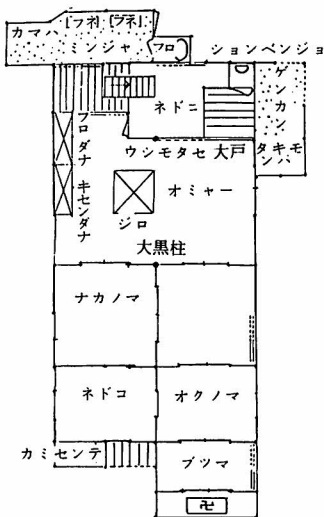 [フネ] [フネ]
カマハ
ミンジャ
フロ
ションベンジョ
ゲンカン
ネドニ
フロダナ
ウシモタセ 大戸
タキモンバ
キセンダナ
オミャー
ジロ
大黒柱
ナカノマ
ネドコ
オクノマ
カミセンテ
ブツマ
卍